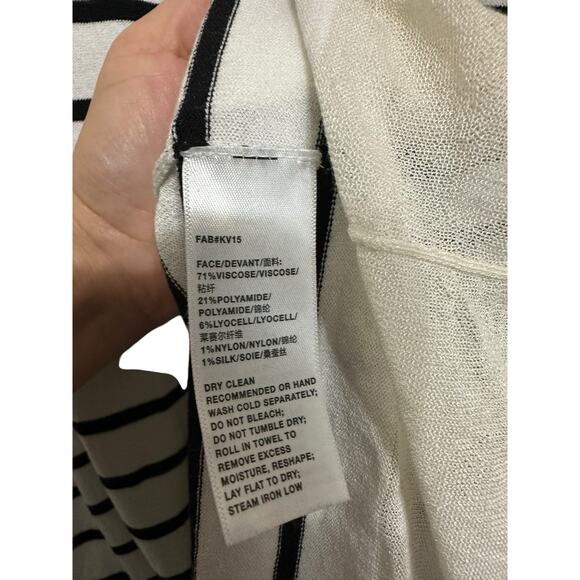 FAB#KV15
FACE/DEVANT/面料:
71%VISCOSE/VISCOSE/
粘纤
21%POLYAMIDE/
POLYAMIDE/锦纶
6%LYOCELL/LYOCELL/
莱赛尔纤维
1%NYLON/NYLON/锦纶
1%SILK/SOIE/桑蚕丝
DRY CLEAN
RECOMMENDED OR HAND
WASH COLD SEPARATELY;
DO NOT BLEACH;
DO NOT TUMBLE DRY;
ROLL IN TOWEL TO
REMOVE EXCESS
MOISTURE, RESHAPE;
LAY FLAT TO DRY;
STEAM IRON LOW